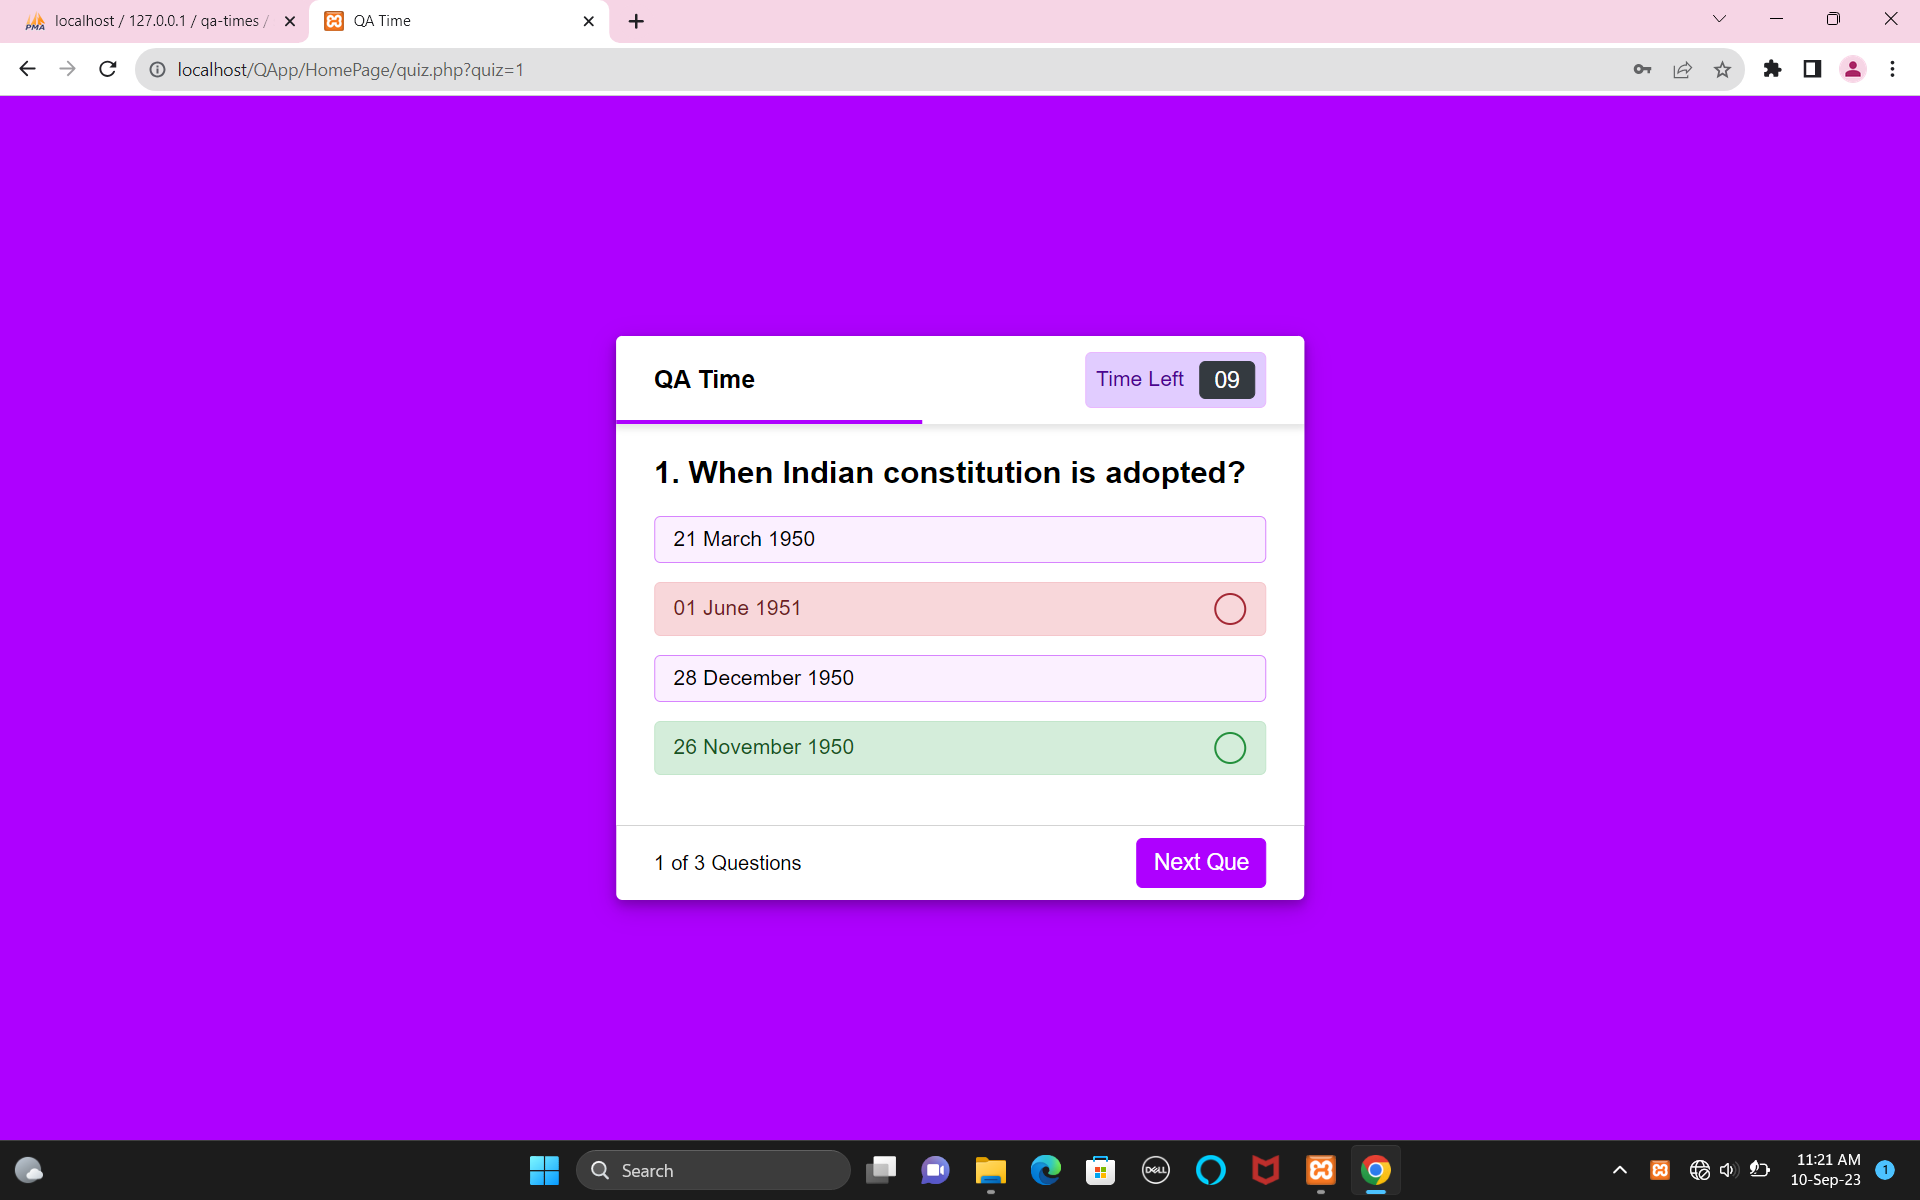 localhost / 127.0.0.1 / qa-times /
QA Time
localhost/QApp/HomePage/quiz.php?quiz=1
QA Time
Time Left 09
1. When Indian constitution is adopted?
21 March 1950
01 June 1951
28 December 1950
26 November 1950
1 of 3 Questions
Next Que
Search
11:21 AM
10-Sep-23
1
PMA
DELL